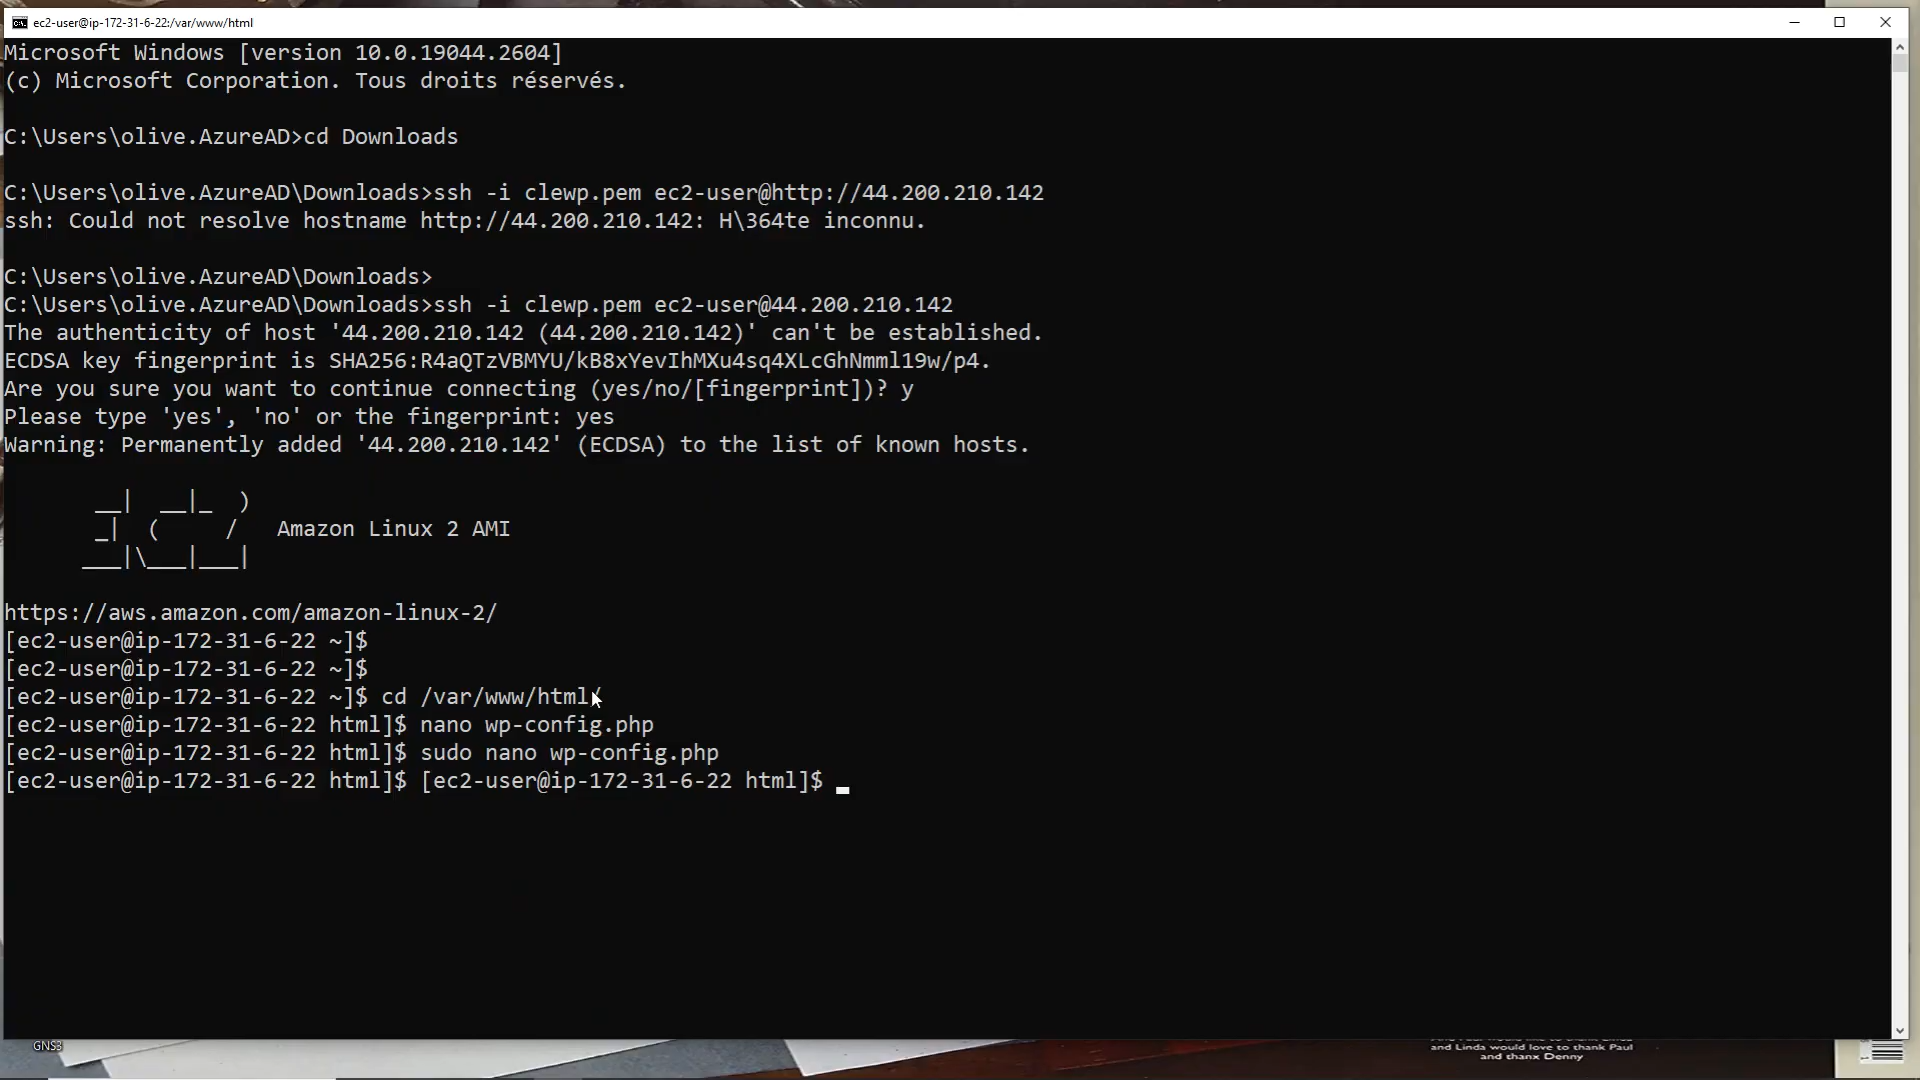 ec2-user@ip-172-31-6-22:/var/www/html
Microsoft Windows [version 10.0.19044.2604]
(c) Microsoft Corporation. Tous droits réservés.
C:\Users\olive.AzureAD>cd Downloads
C:\Users\olive.AzureAD\Downloads>ssh -i clewp.pem ec2-user@http://44.200.210.142
ssh: Could not resolve hostname http://44.200.210.142: H\364te inconnu.
C:\Users\olive.AzureAD\Downloads>
C:\Users\olive.AzureAD\Downloads>ssh -i clewp.pem ec2-user@44.200.210.142
The authenticity of host '44.200.210.142 (44.200.210.142)' can't be established.
ECDSA key fingerprint is SHA256:R4aQTzVBMYU/kB8xYevIhMXu4sq4XLcGhNmml19w/p4.
Are you sure you want to continue connecting (yes/no/[fingerprint])? y
Please type 'yes', 'no' or the fingerprint: yes
Warning: Permanently added '44.200.210.142' (ECDSA) to the list of known hosts.
       __|  __|_  )
       _|  (     /   Amazon Linux 2 AMI
      ___|\___|___|
https://aws.amazon.com/amazon-linux-2/
[ec2-user@ip-172-31-6-22 ~]$
[ec2-user@ip-172-31-6-22 ~]$
[ec2-user@ip-172-31-6-22 ~]$ cd /var/www/html/
[ec2-user@ip-172-31-6-22 html]$ nano wp-config.php
[ec2-user@ip-172-31-6-22 html]$ sudo nano wp-config.php
[ec2-user@ip-172-31-6-22 html]$ [ec2-user@ip-172-31-6-22 html]$
GNS3
and Linda would love to thank Paul
and thanx Denny